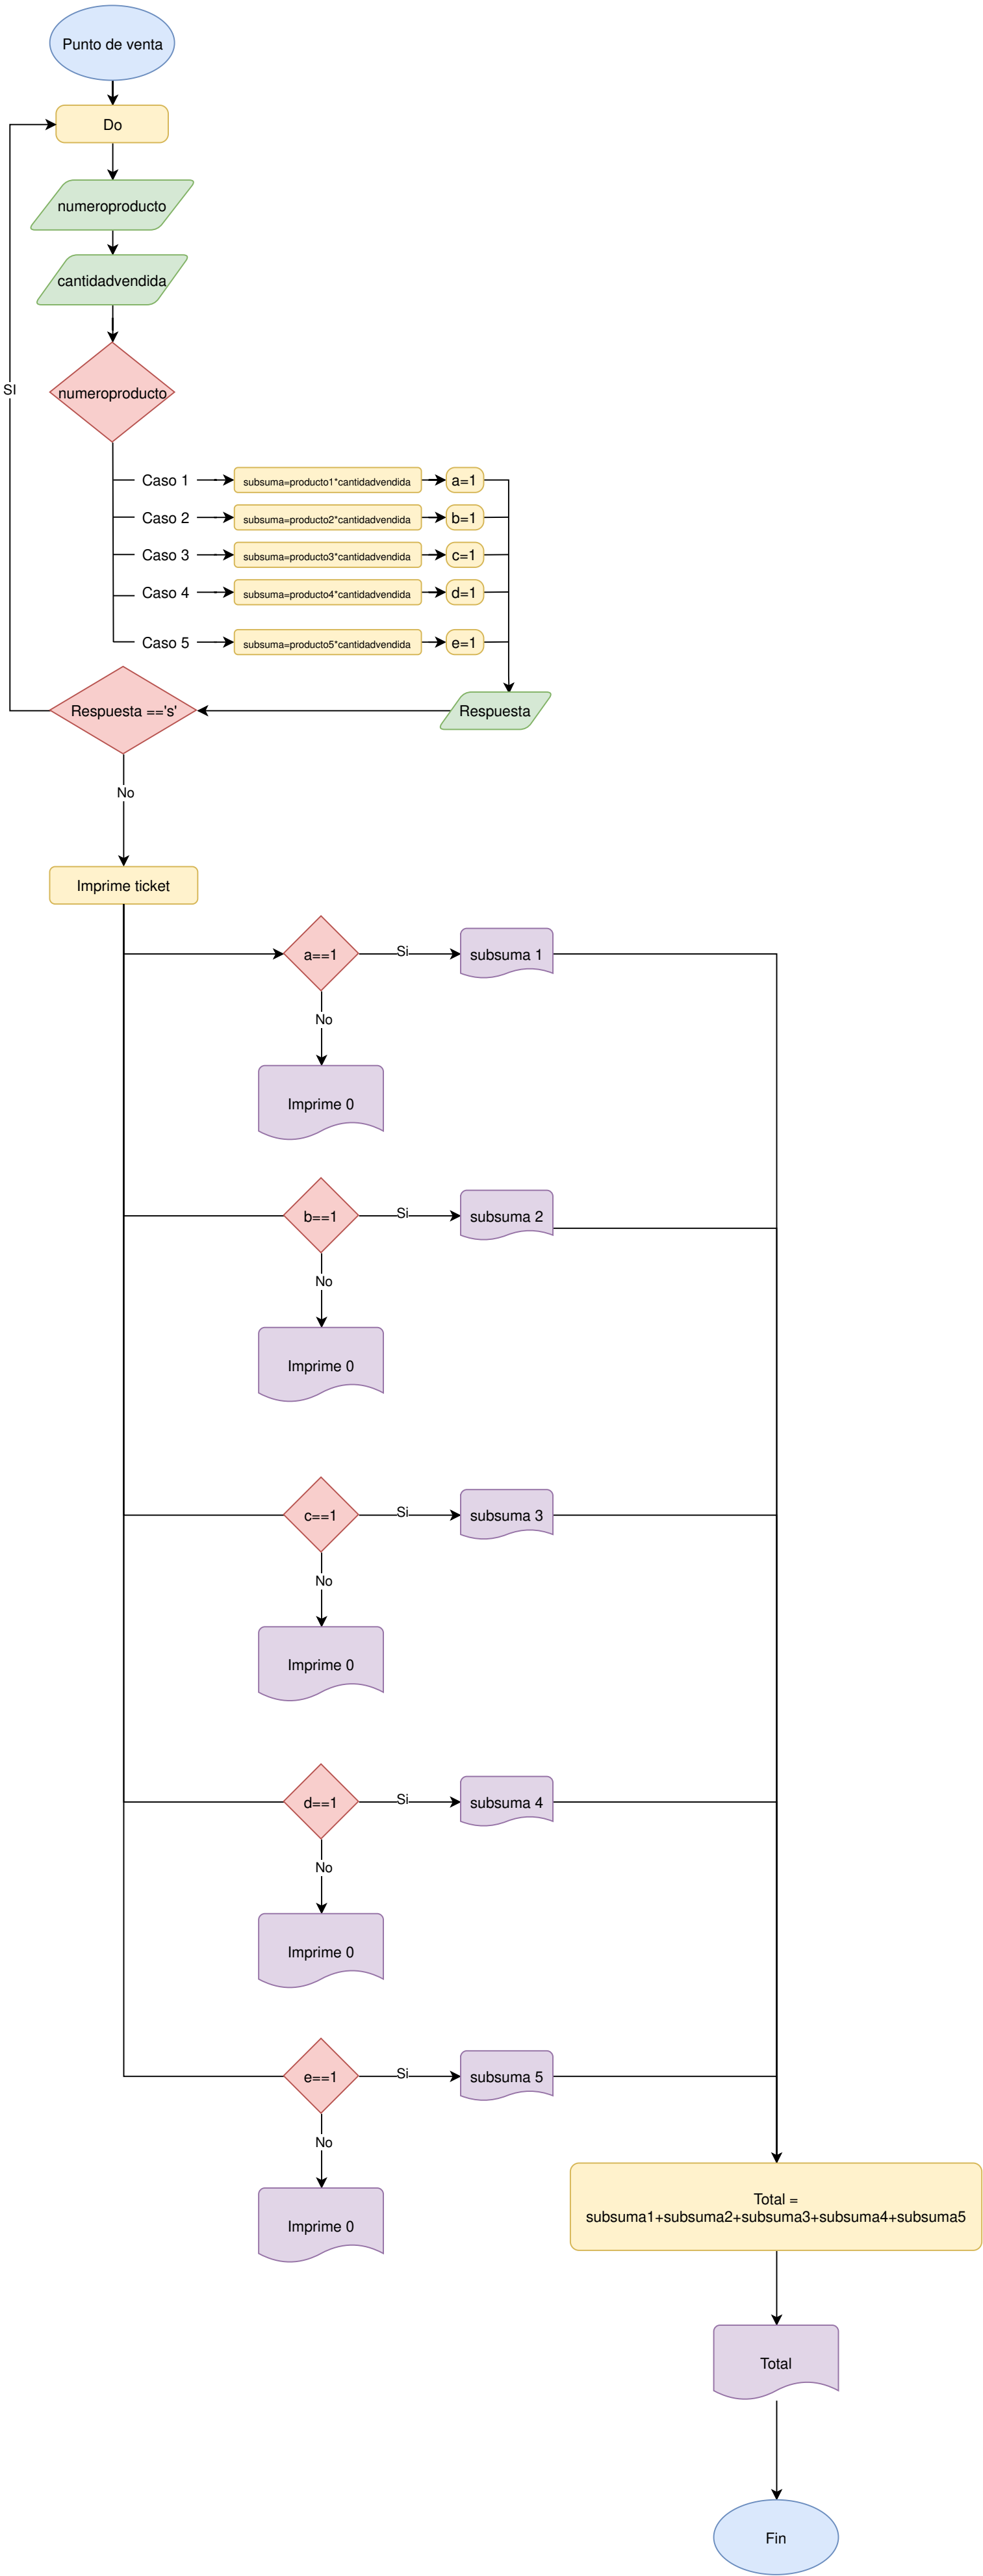 Punto de venta
Do
numeroproducto
cantidadvendida
SI
numeroproducto
Caso 1
subsuma=producto1*cantidadvendida
a=1
Caso 2
subsuma=producto2*cantidadvendida
b=1
Caso 3
subsuma=producto3*cantidadvendida
c=1
Caso 4
subsuma=producto4*cantidadvendida
d=1
Caso 5
subsuma=producto5*cantidadvendida
e=1
Respuesta =='s'
Respuesta
No
Imprime ticket
a==1
Si
subsuma 1
No
Imprime 0
b==1
Si
subsuma 2
No
Imprime 0
c==1
Si
subsuma 3
No
Imprime 0
d==1
Si
subsuma 4
No
Imprime 0
e==1
Si
subsuma 5
No
Imprime 0
Total =
subsuma1+subsuma2+subsuma3+subsuma4+subsuma5
Total
Fin